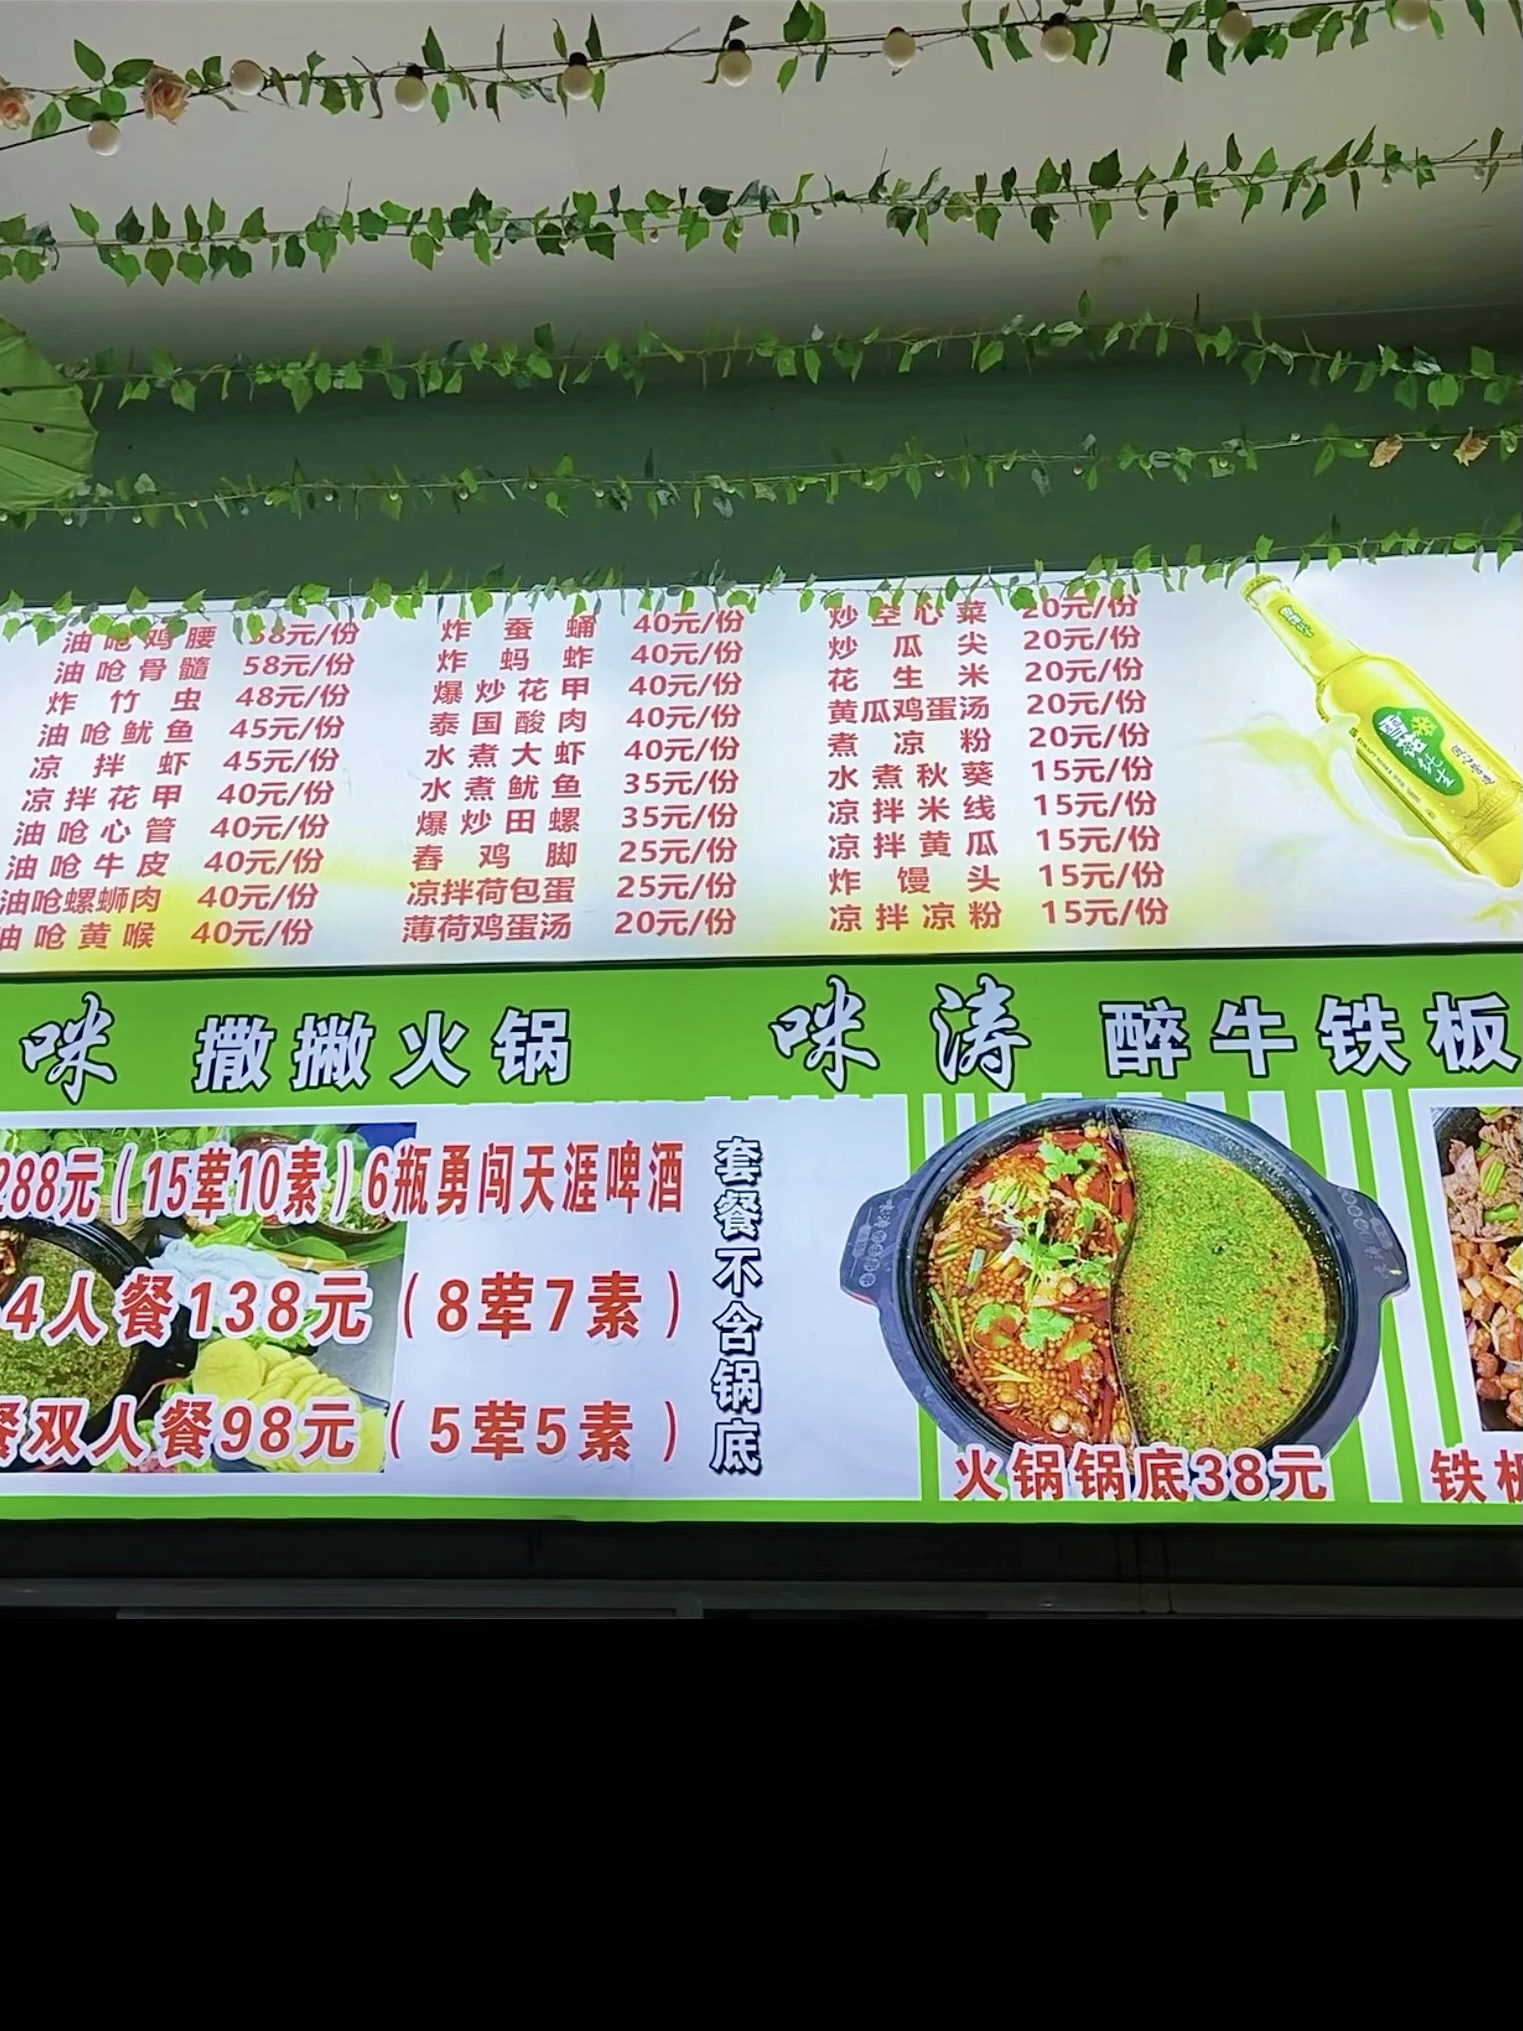 油呛鸡腰 58元/份
油呛骨髓 58元/份
炸竹虫 48元/份
油呛鱿鱼 45元/份
凉拌虾 45元/份
凉拌花甲 40元/份
油呛心管 40元/份
油呛牛皮 40元/份
油呛螺蛳肉 40元/份
油呛黄喉 40元/份
炸蚕蛹 40元/份
炸蚂蚱 40元/份
爆炒花甲 40元/份
泰国酸肉 40元/份
水煮大虾 40元/份
水煮鱿鱼 35元/份
爆炒田螺 35元/份
舂鸡脚 25元/份
凉拌荷包蛋 25元/份
薄荷鸡蛋汤 20元/份
炒空心菜 20元/份
炒瓜尖 20元/份
花生米 20元/份
黄瓜鸡蛋汤 20元/份
煮凉粉 20元/份
水煮秋葵 15元/份
凉拌米线 15元/份
凉拌黄瓜 15元/份
炸馒头 15元/份
凉拌凉粉 15元/份
雪花
纯生
咪 撒撇火锅
咪涛 醉牛铁板
288元（15荤10素）6瓶勇闯天涯啤酒
4人餐138元（8荤7素）
餐双人餐98元（5荤5素）
套餐不含锅底
火锅锅底38元
铁板